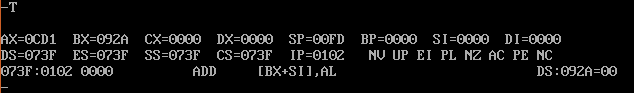 -T
AX=0CD1  BX=092A  CX=0000  DX=0000  SP=00FD  BP=0000  SI=0000  DI=0000
DS=073F  ES=073F  SS=073F  CS=073F  IP=0102   NV UP EI PL NZ AC PE NC
073F:0102 0000          ADD     [BX+SI],AL                         DS:092A=00
-